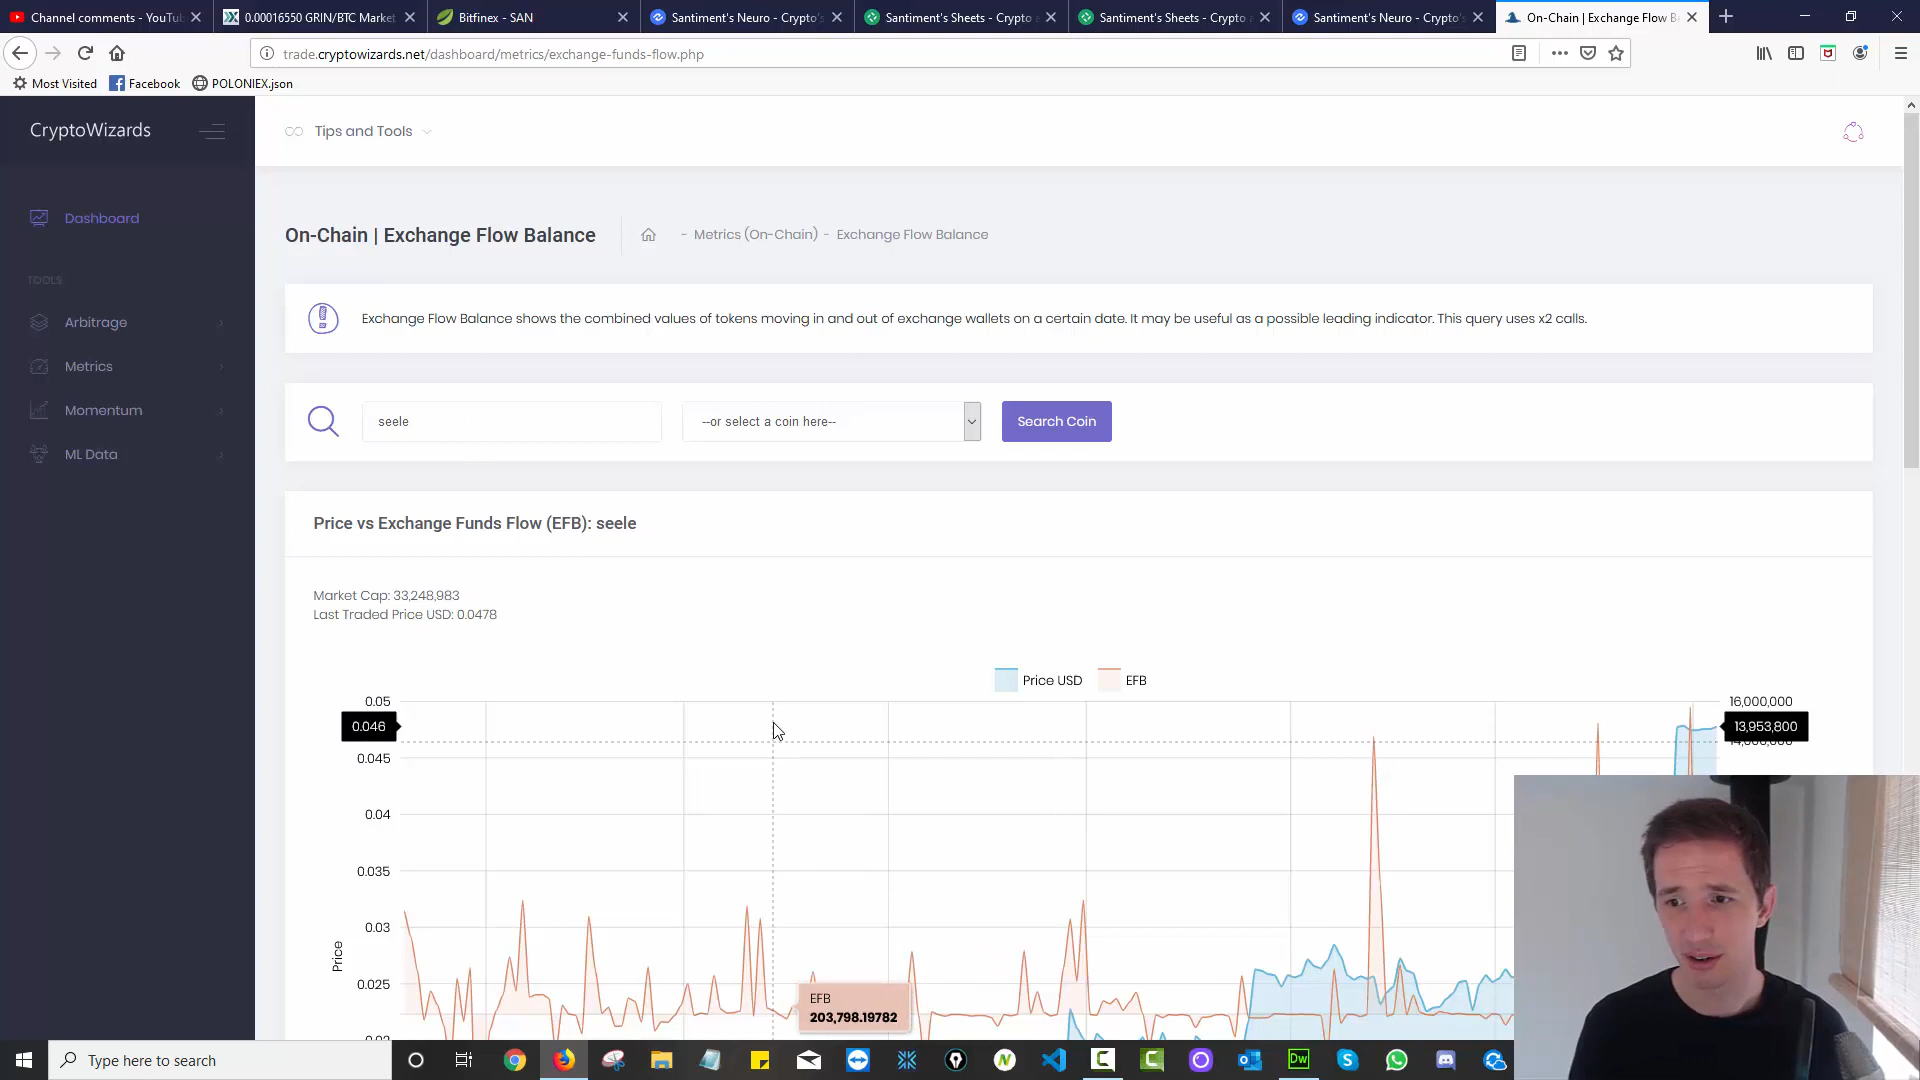 Channel comments - YouTu
0.00016550 GRIN/BTC Market
Bitfinex - SAN
Santiment's Neuro - Crypto's
Santiment's Sheets - Crypto a
Santiment's Sheets - Crypto a
Santiment's Neuro - Crypto's
On-Chain | Exchange Flow B
trade.cryptowizards.net/dashboard/metrics/exchange-funds-flow.php
Most Visited
Facebook
POLONIEX.json
CryptoWizards
Tips and Tools
Dashboard
TOOLS
Arbitrage
Metrics
Momentum
ML Data
On-Chain | Exchange Flow Balance
- Metrics (On-Chain) - Exchange Flow Balance
Exchange Flow Balance shows the combined values of tokens moving in and out of exchange wallets on a certain date. It may be useful as a possible leading indicator. This query uses x2 calls.
seele
--or select a coin here--
Search Coin
Price vs Exchange Funds Flow (EFB): seele
Market Cap: 33,248,983
Last Traded Price USD: 0.0478
Price USD
EFB
0.05
16,000,000
0.046
13,953,800
0.045
0.04
0.035
0.03
0.025
Price
EFB
203,798.19782
Type here to search